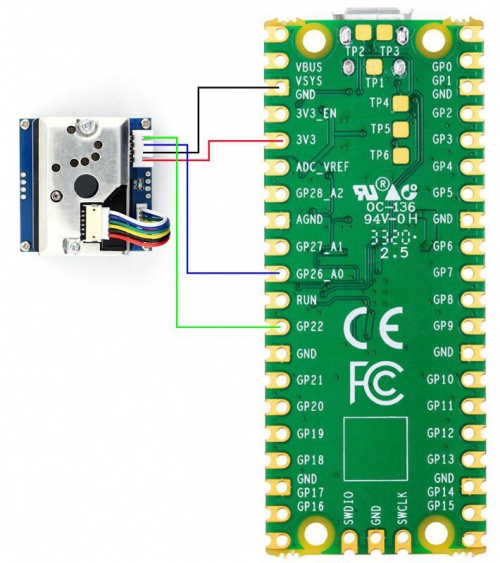 TP2 TP3
VBUS
GP0
VSYS
TP1
GP1
GND
GND
TP4
3V3_EN
GP2
TP5
3V3
GP3
TP6
ADC_VREF
GP4
GP28_A2
GP5
OC-136
94V-0 H
AGND
GND
3320
2.5
GP27_A1
GP6
GP26_A0
GP7
RUN
GP8
GP22
CE
GP9
GND
GND
FC
GP21
GP10
GP20
GP11
GP19
GP12
GP18
GP13
GND
GND
GP17
GP14
GP16
GP15
SWDIO
GND
SWCLK